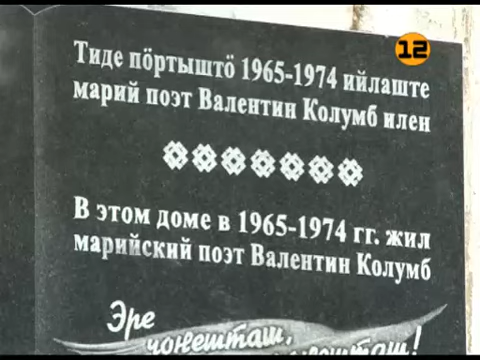 12
Тиде пӧртыштӧ 1965-1974 ийлаште
марий поэт Валентин Колумб илен
В этом доме в 1965-1974 гг. жил
марийский поэт Валентин Колумб
Эре
чоҥешташ,